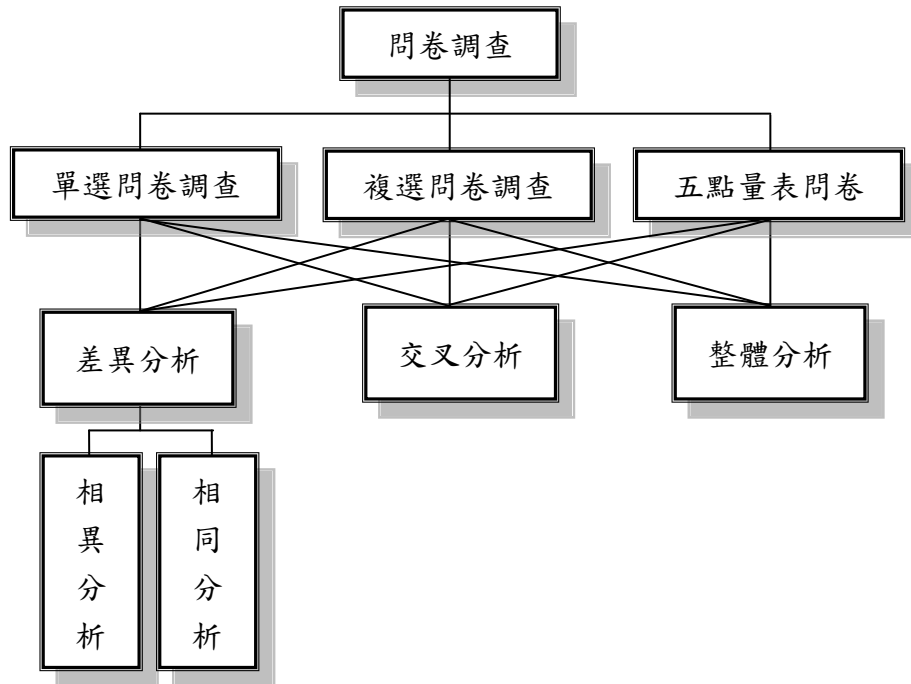 問卷調查
單選問卷調查
複選問卷調查
五點量表問卷
差異分析
交叉分析
整體分析
相異分析
相同分析